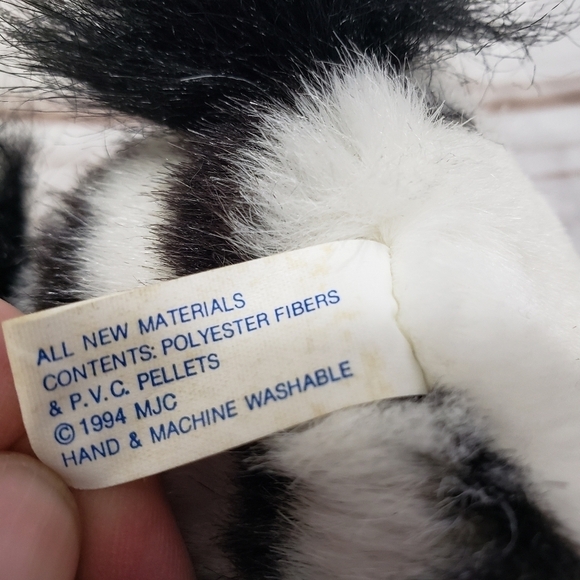 ALL NEW MATERIALS
CONTENTS: POLYESTER FIBERS
& P.V.C. PELLETS
© 1994 MJC
HAND & MACHINE WASHABLE